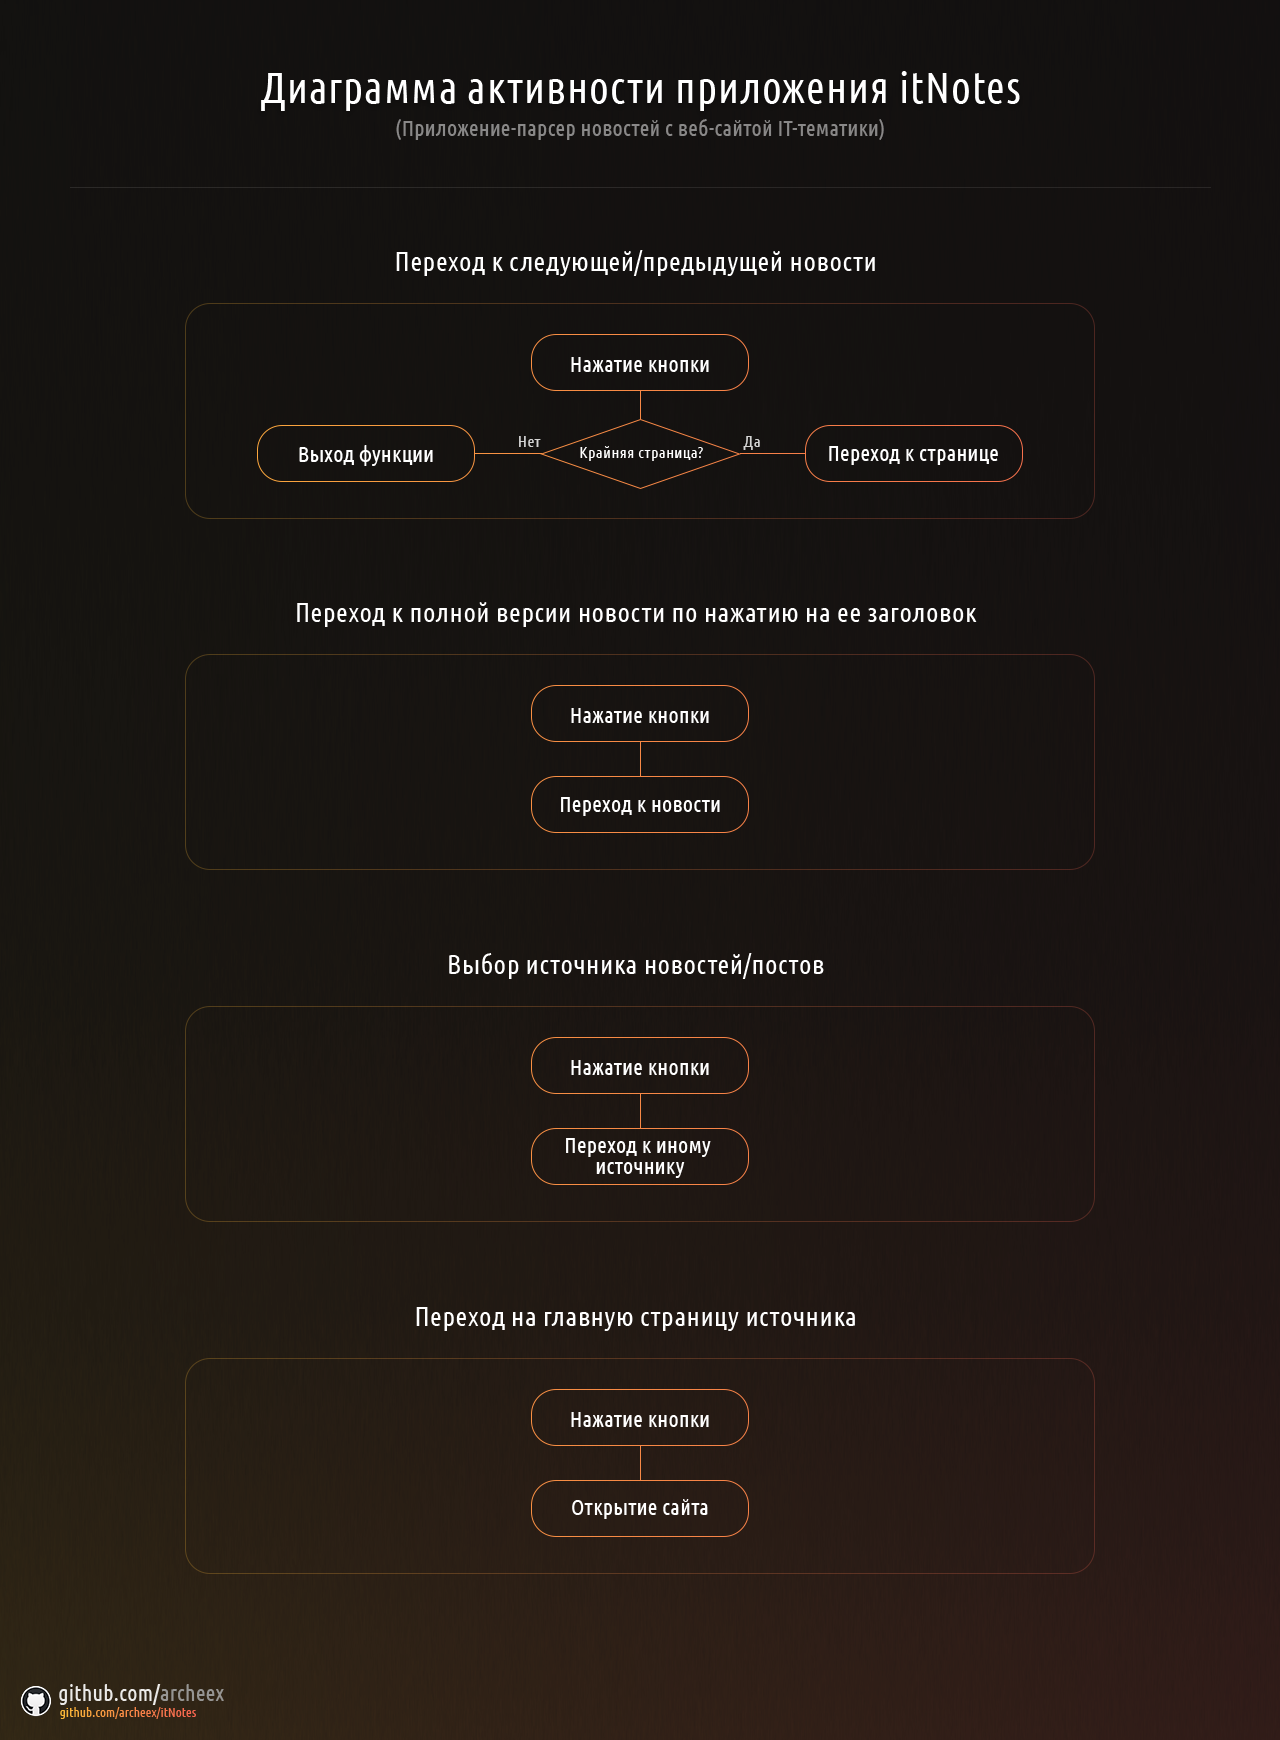 Диаграмма активности приложения itNotes
(Приложение-парсер новостей с веб-сайтой IT-тематики)
Переход к следующей/предыдущей новости
Нажатие кнопки
Выход функции
Нет
Крайняя страница?
Да
Переход к странице
Переход к полной версии новости по нажатию на ее заголовок
Нажатие кнопки
Переход к новости
Выбор источника новостей/постов
Нажатие кнопки
Переход к иному
источнику
Переход на главную страницу источника
Нажатие кнопки
Открытие сайта
github.com/archeex
github.com/archeex/itNotes